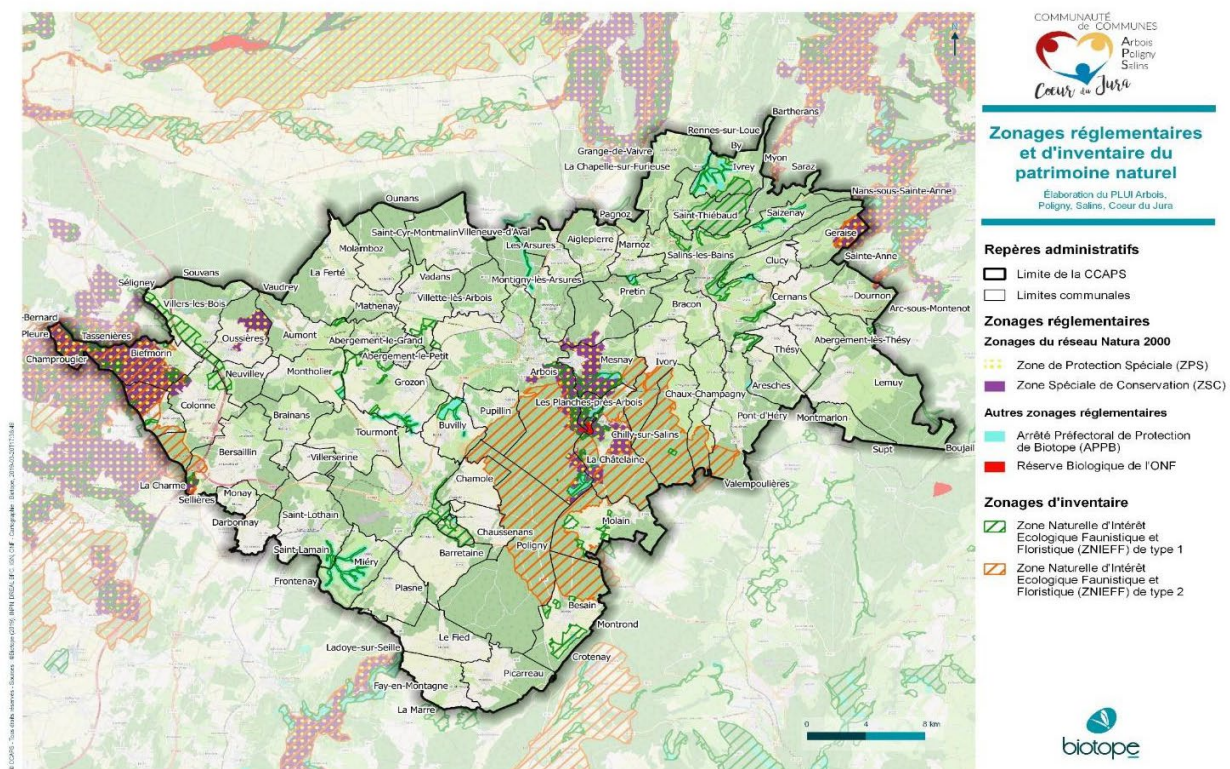 COMMUNAUTÉ
de COMMUNES
Arbois
Poligny
Salins
Coeur du Jura
Zonages réglementaires
et d'inventaire du
patrimoine naturel
Élaboration du PLUI Arbois,
Poligny, Salins, Coeur du Jura
Repères administratifs
Limite de la CCAPS
Limites communales
Zonages réglementaires
Zonages du réseau Natura 2000
Zone de Protection Spéciale (ZPS)
Zone Spéciale de Conservation (ZSC)
Autres zonages réglementaires
Arrêté Préfectoral de Protection
de Biotope (APPB)
Réserve Biologique de l'ONF
Zonages d'inventaire
Zone Naturelle d'Intérêt
Ecologique Faunistique et
Floristique (ZNIEFF) de type 1
Zone Naturelle d'Intérêt
Ecologique Faunistique et
Floristique (ZNIEFF) de type 2
biotope
N
Bartherans
Rennes-sur-Loue
By
Grange-de-Vaivre
Myon
La Chapelle-sur-Furieuse
Ivrey
Saraz
Nans-sous-Sainte-Anne
Ounans
Pagnoz
Saint-Thiébaud
Saizenay
Saint-Cyr-Montmalin
Villeneuve-d'Aval
Geraise
Molamboz
Les Arsures
Aiglepierre
Marnoz
Salins-les-Bains
Sainte-Anne
La Ferté
Vadans
Montigny-lès-Arsures
Clucy
Souvans
Séligney
Vaudrey
Pretin
Dournon
Villers-les-Bois
Mathenay
Villette-lès-Arbois
Bracon
Cernans
Arc-sous-Montenot
-Bernard
Pleure
Tassenières
Oussières
Aumont
Abergement-le-Grand
Abergement-lès-Thésy
Champrougier
Biefmorin
Abergement-le-Petit
Mesnay
Ivory
Thésy
Neuvilley
Montholier
Arbois
Grozon
Aresches
Lemuy
Colonne
Les Planches-près-Arbois
Chaux-Champagny
Brainans
Pupillin
Pont-d'Héry
Montmarlon
Tourmont
Buvilly
Chilly-sur-Salins
Supt
Boujail
Bersaillin
Villerserine
La Châtelaine
La Charme
Chamole
Valempoulières
Sellières
Monay
Darbonnay
Saint-Lothain
Molain
Chaussenans
Poligny
Saint-Lamain
Miéry
Barretaine
Frontenay
Plasne
Besain
Montrond
Le Fied
Ladoye-sur-Seille
Crotenay
Picarreau
Fay-en-Montagne
La Marre
0 4 8 km